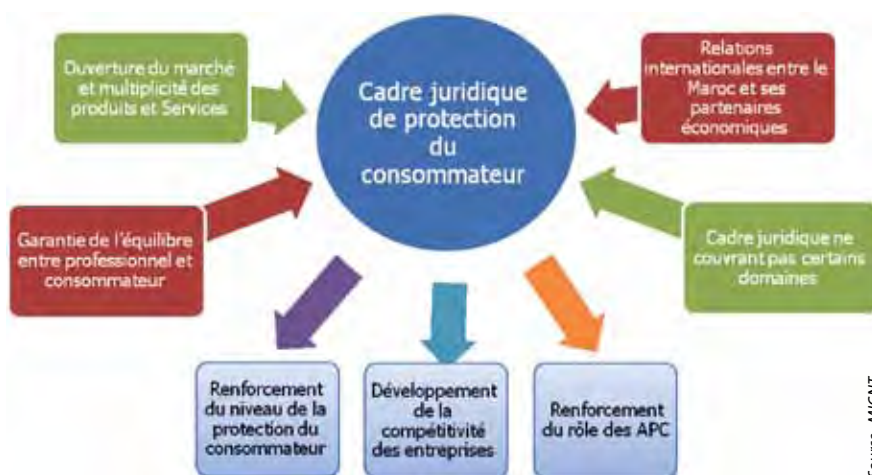 Ouverture du marché
et multiplicité des
produits et Services
Cadre juridique
de protection
du
consommateur
Relations
internationales entre le
Maroc et ses
partenaires
économiques
Garantie de l'équilibre
entre professionnel et
consommateur
Cadre juridique ne
couvrant pas certains
domaines
Renforcement
du niveau de la
protection du
consommateur
Développement
de la
compétitivité
des entreprises
Renforcement
du rôle des APC